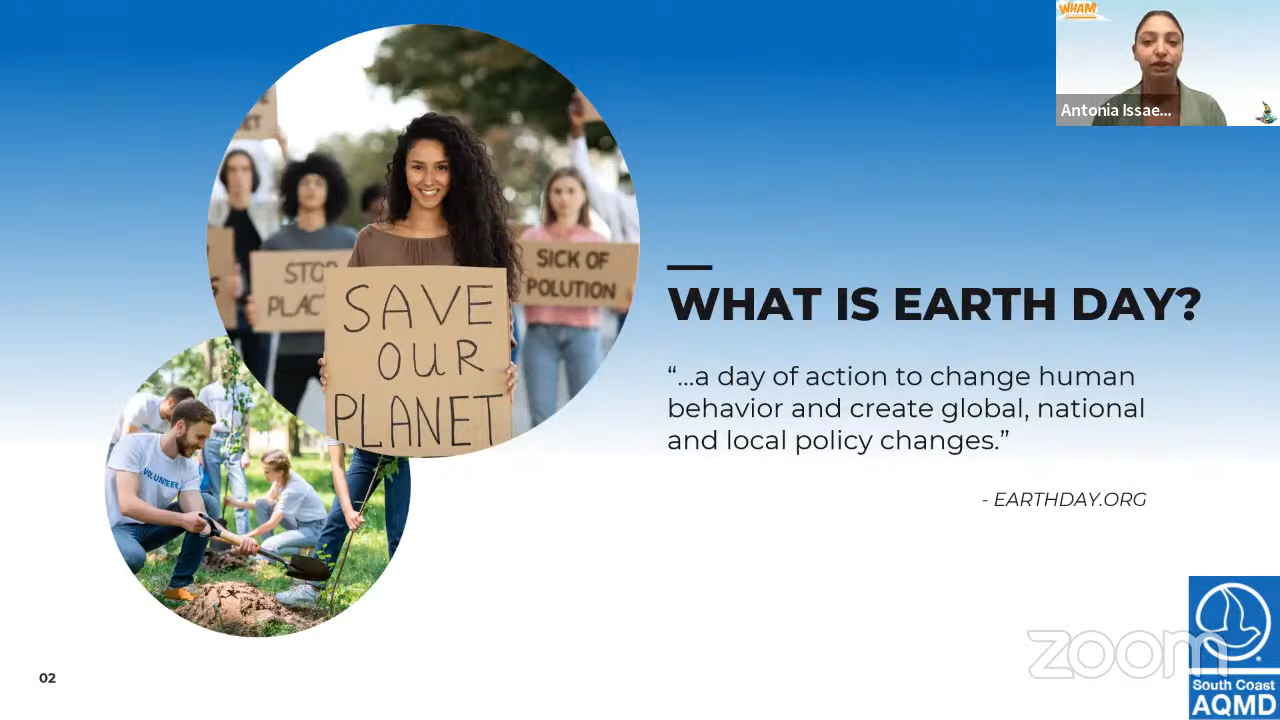 WHAM
Antonia Issae...
STOP
PLAC
SICK OF
POLUTION
SAVE
OUR
PLANET
VOLUNTEER
WHAT IS EARTH DAY?
“...a day of action to change human
behavior and create global, national
and local policy changes.”
- EARTHDAY.ORG
zoom
South Coast
AQMD
02